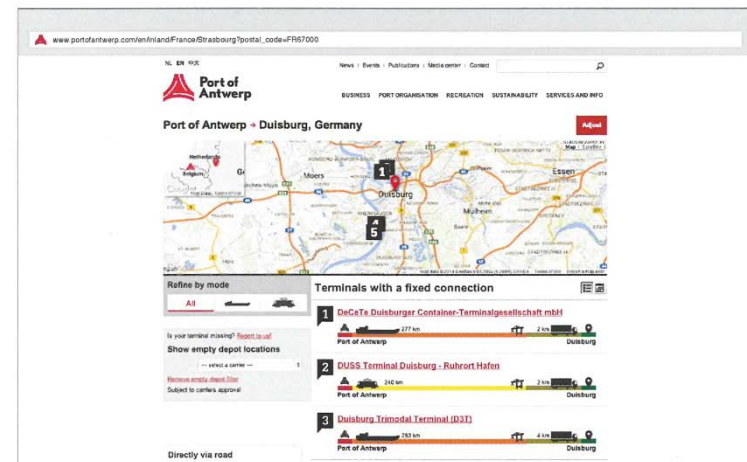 www.portofantwerp.com/en/inland/France/Strasbourg?postal_code=FR67000
NL EN 中文
News Events Publications Media center Contact
Port of
Antwerp
BUSINESS PORT ORGANISATION RECREATION SUSTAINABILITY SERVICES AND INFO
Port of Antwerp → Duisburg, Germany
Adjust
Netherlands
Belgium
Moers
Essen
Map
1
Duisburg
Mülheim
5
Refine by mode
All
Is your terminal missing? Report to us!
Show empty depot locations
--- select a carrier ---
Remove empty depot filter
Subject to carriers approval
Directly via road
Terminals with a fixed connection
1 DeCeTe Duisburger Container-Terminalgesellschaft mbH
277 km 2 km
Port of Antwerp Duisburg
2 DUSS Terminal Duisburg - Ruhrort Hafen
240 km 2 km
Port of Antwerp Duisburg
3 Duisburg Trimodal Terminal (D3T)
283 km 4 km
Port of Antwerp Duisburg